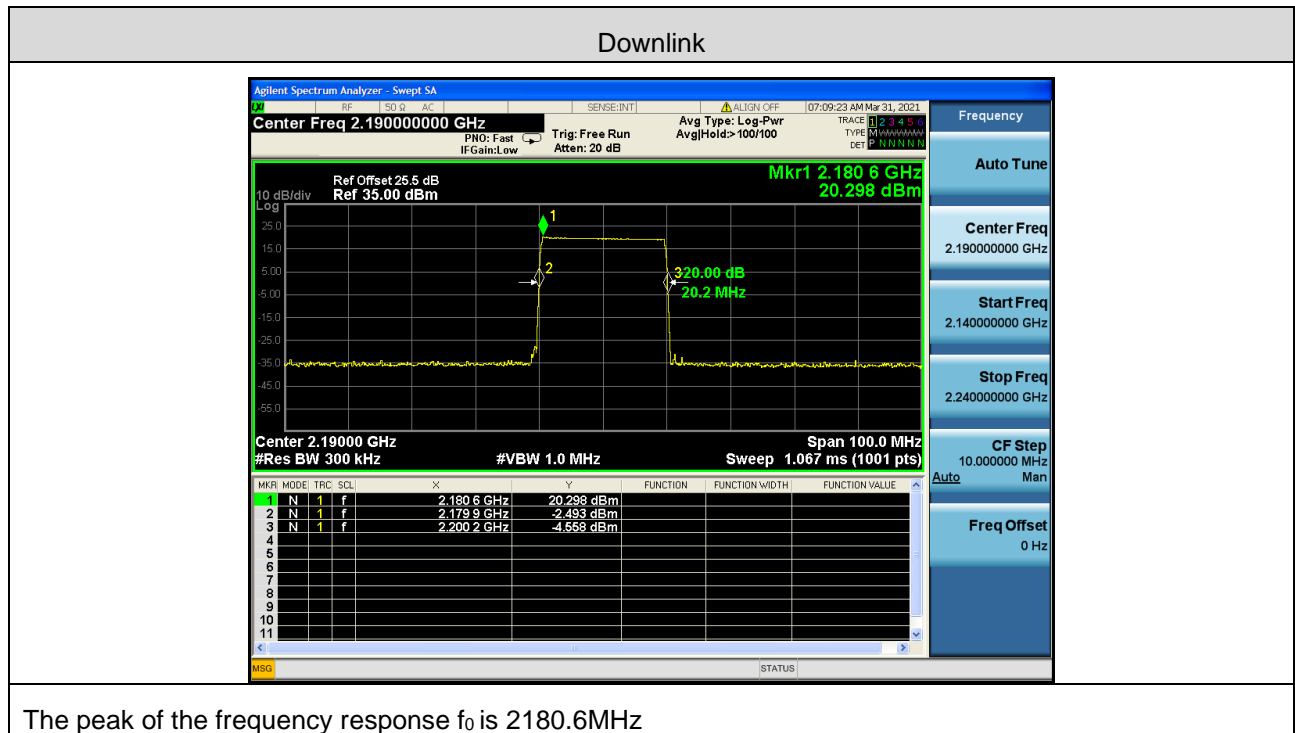 Downlink
Agilent Spectrum Analyzer - Swept SA
LXI RF 50 Ω AC SENSE:INT ALIGN OFF 07:09:23 AM Mar 31, 2021
Center Freq 2.190000000 GHz
PNO: Fast
IFGain:Low
Trig: Free Run
Atten: 20 dB
Avg Type: Log-Pwr
Avg|Hold:>100/100
TRACE 1 2 3 4 5 6
TYPE M
DET P N N N N N
Mkr1 2.180 6 GHz
20.298 dBm
Ref Offset 25.5 dB
10 dB/div Ref 35.00 dBm
Log
25.0
15.0
5.00
-5.00
-15.0
-25.0
-35.0
-45.0
-55.0
1
2
3
20.00 dB
20.2 MHz
Center 2.19000 GHz Span 100.0 MHz
#Res BW 300 kHz #VBW 1.0 MHz Sweep 1.067 ms (1001 pts)
MKR MODE TRC SCL X Y FUNCTION FUNCTION WIDTH FUNCTION VALUE
1 N 1 f 2.180 6 GHz 20.298 dBm
2 N 1 f 2.179 9 GHz -2.493 dBm
3 N 1 f 2.200 2 GHz -4.558 dBm
4
5
6
7
8
9
10
11
MSG STATUS
Frequency
Auto Tune
Center Freq
2.190000000 GHz
Start Freq
2.140000000 GHz
Stop Freq
2.240000000 GHz
CF Step
10.000000 MHz
Auto Man
Freq Offset
0 Hz
The peak of the frequency response f0 is 2180.6MHz